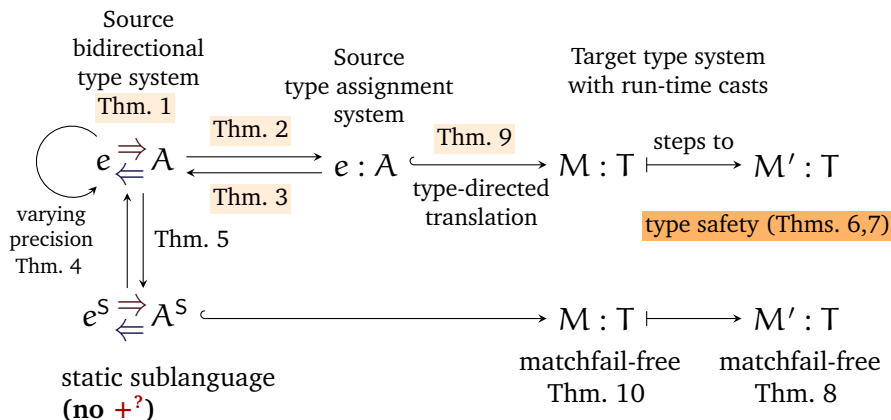 Source
bidirectional
type system
Thm. 1
Source
type assignment
system
Target type system
with run-time casts
Thm. 2
Thm. 3
Thm. 9
e ⇒ ⇐ A
e : A
M : T
steps to
M′ : T
type-directed
translation
varying
precision
Thm. 4
Thm. 5
type safety (Thms. 6,7)
eˢ ⇒ ⇐ Aˢ
M : T
M′ : T
static sublanguage
(no +?)
matchfail-free
Thm. 10
matchfail-free
Thm. 8